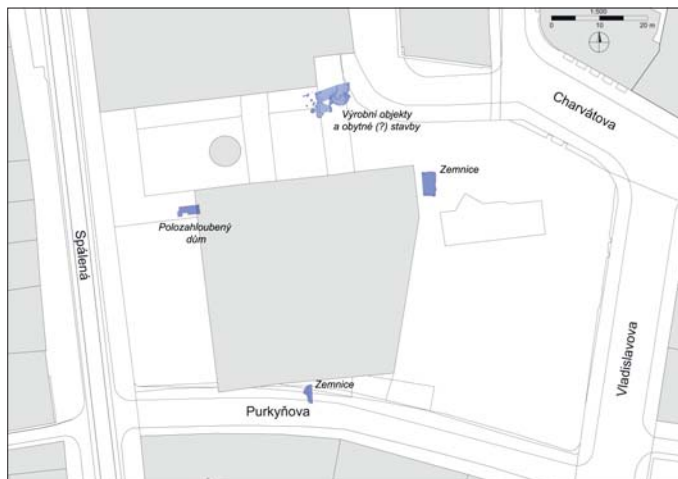 1:500
0 10 20 m
Charvátova
Výrobní objekty
a obytné (?) stavby
Zemnice
Polozahloubený
dům
Spálená
Vladislavova
Zemnice
Purkyňova